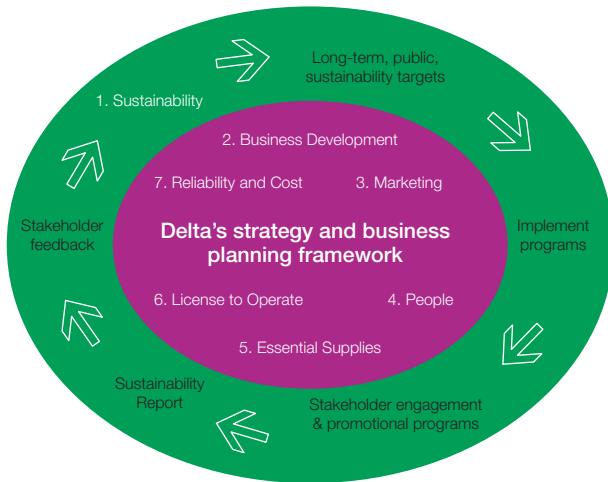 Long-term, public,
sustainability targets
1. Sustainability
2. Business Development
7. Reliability and Cost
3. Marketing
Stakeholder
feedback
Delta's strategy and business
planning framework
Implement
programs
6. License to Operate
4. People
5. Essential Supplies
Sustainability
Report
Stakeholder engagement
& promotional programs